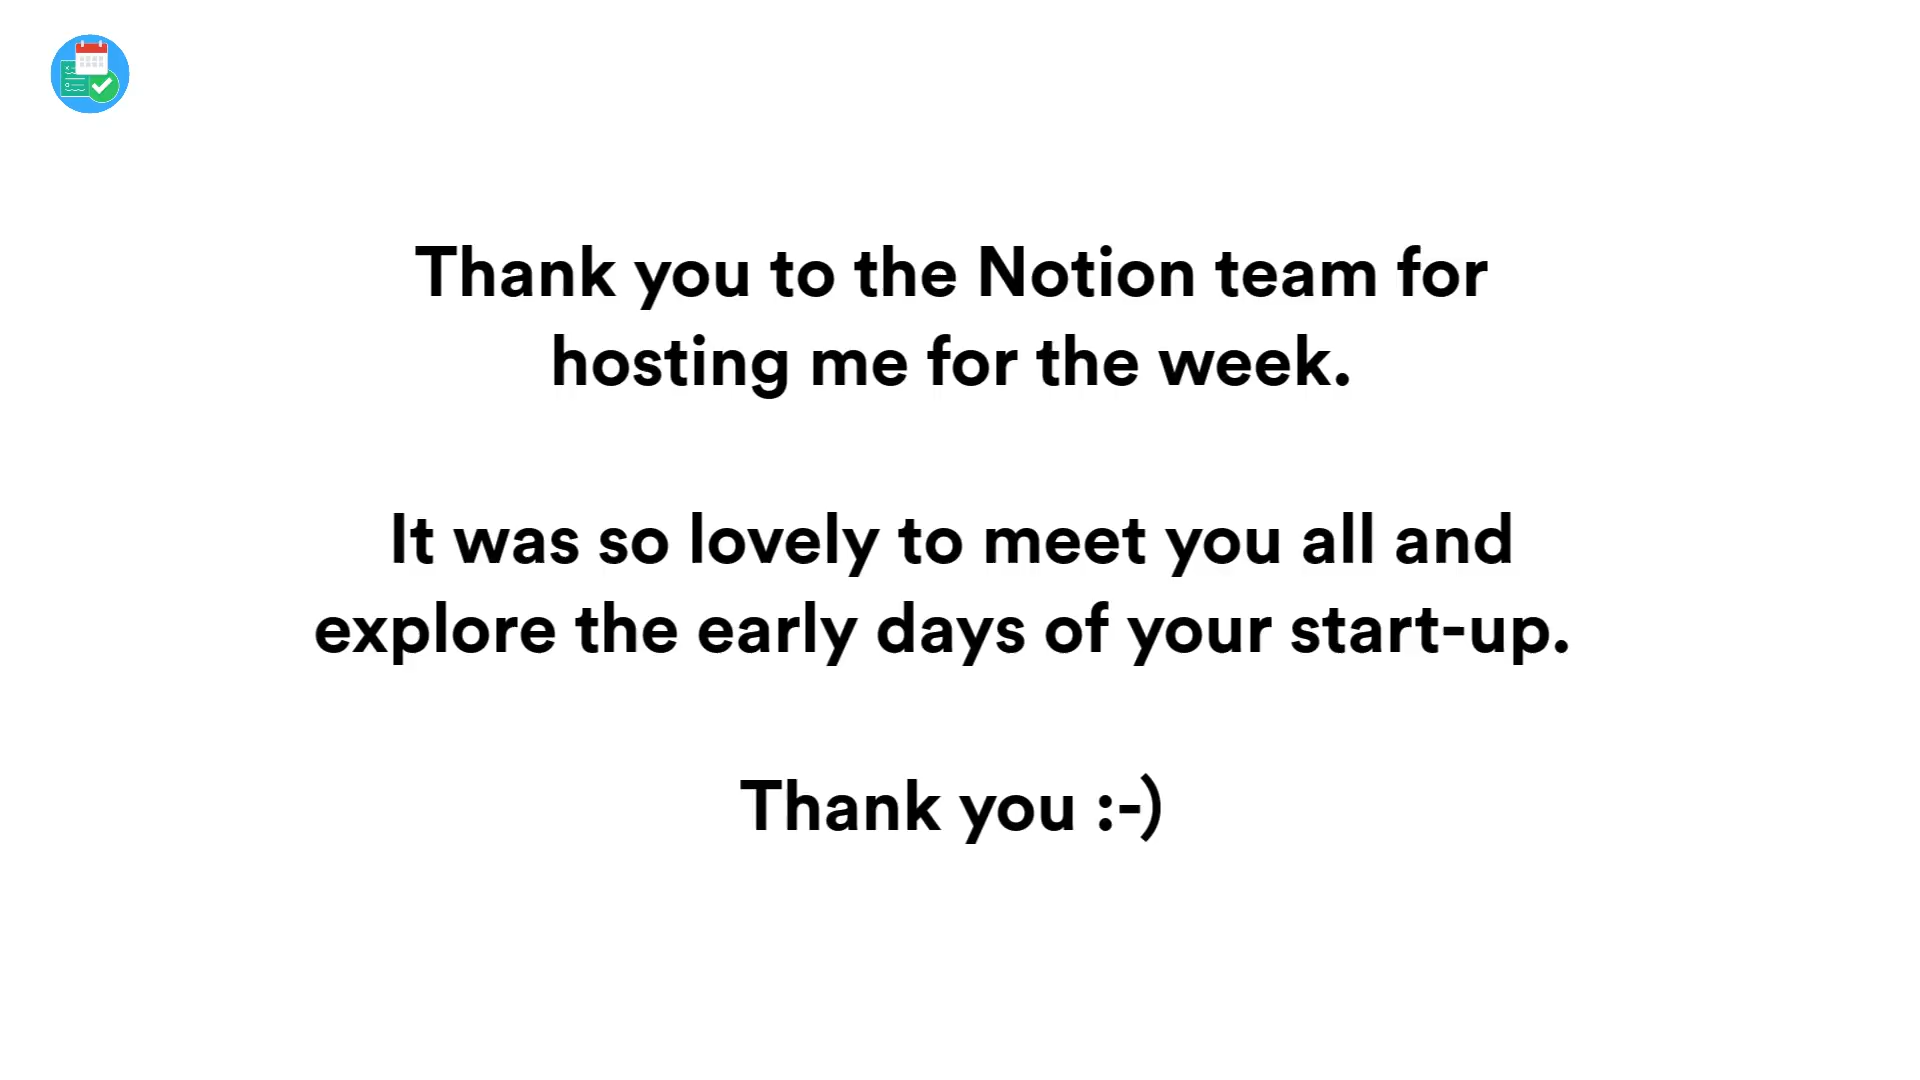 Thank you to the Notion team for
hosting me for the week.
It was so lovely to meet you all and
explore the early days of your start-up.
Thank you :-)